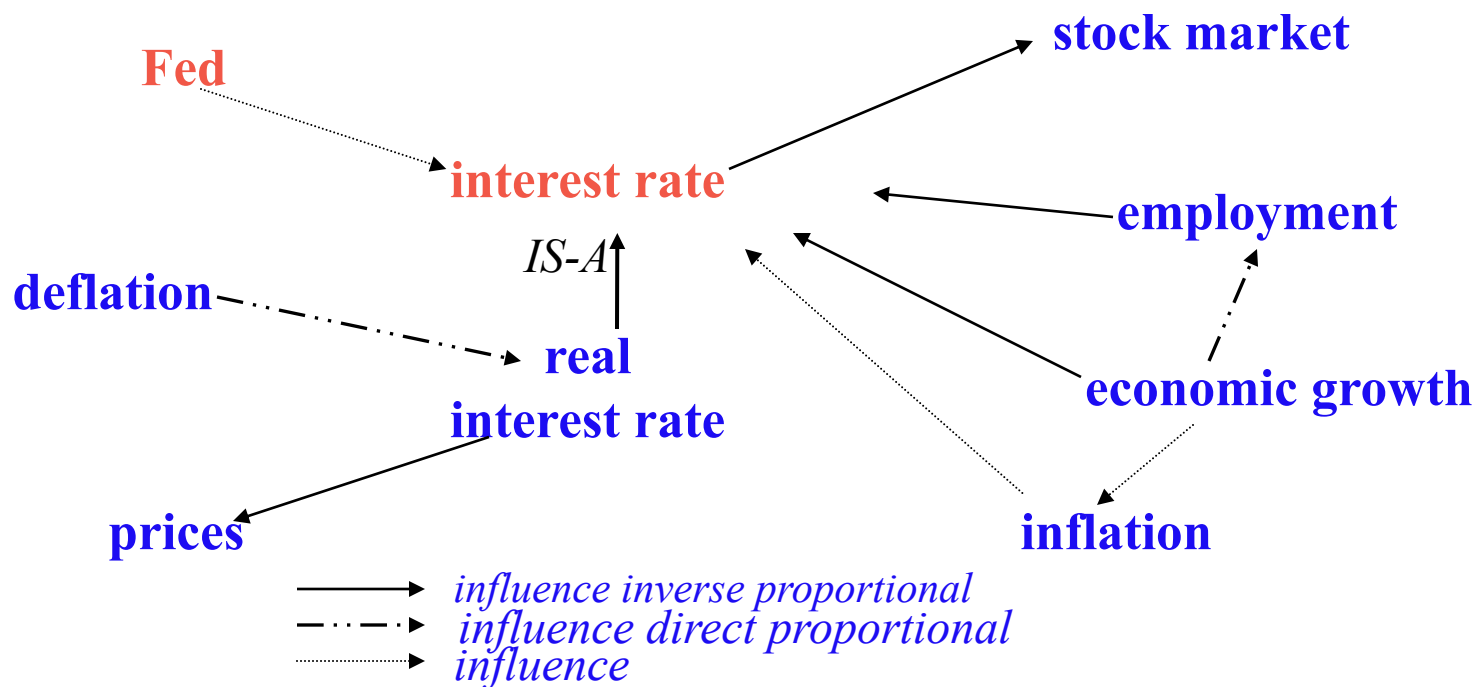 stock market
Fed
interest rate
employment
IS-A
deflation
real
interest rate
economic growth
prices
inflation
influence inverse proportional
influence direct proportional
influence